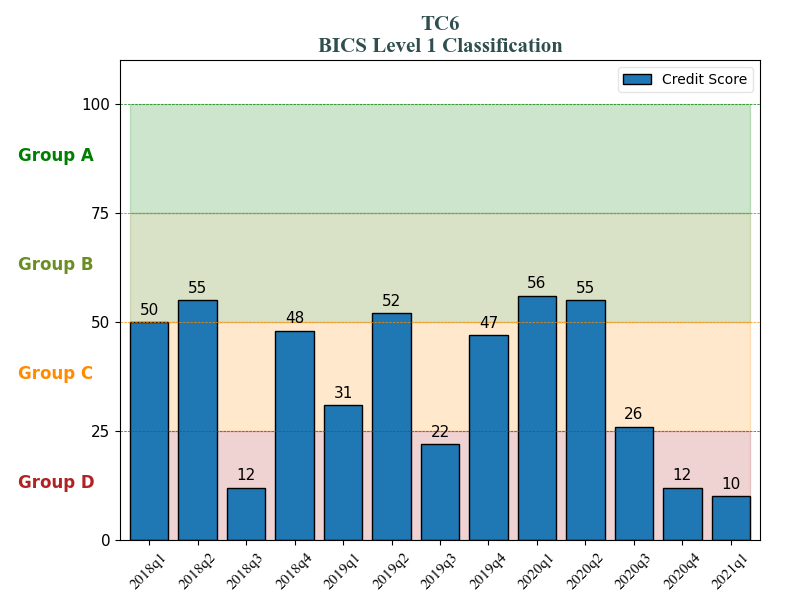 TC6
BICS Level 1 Classification
Credit Score
100
Group A
75
Group B
50
Group C
25
Group D
0
50
55
12
48
31
52
22
47
56
55
26
12
10
2018q1
2018q2
2018q3
2018q4
2019q1
2019q2
2019q3
2019q4
2020q1
2020q2
2020q3
2020q4
2021q1